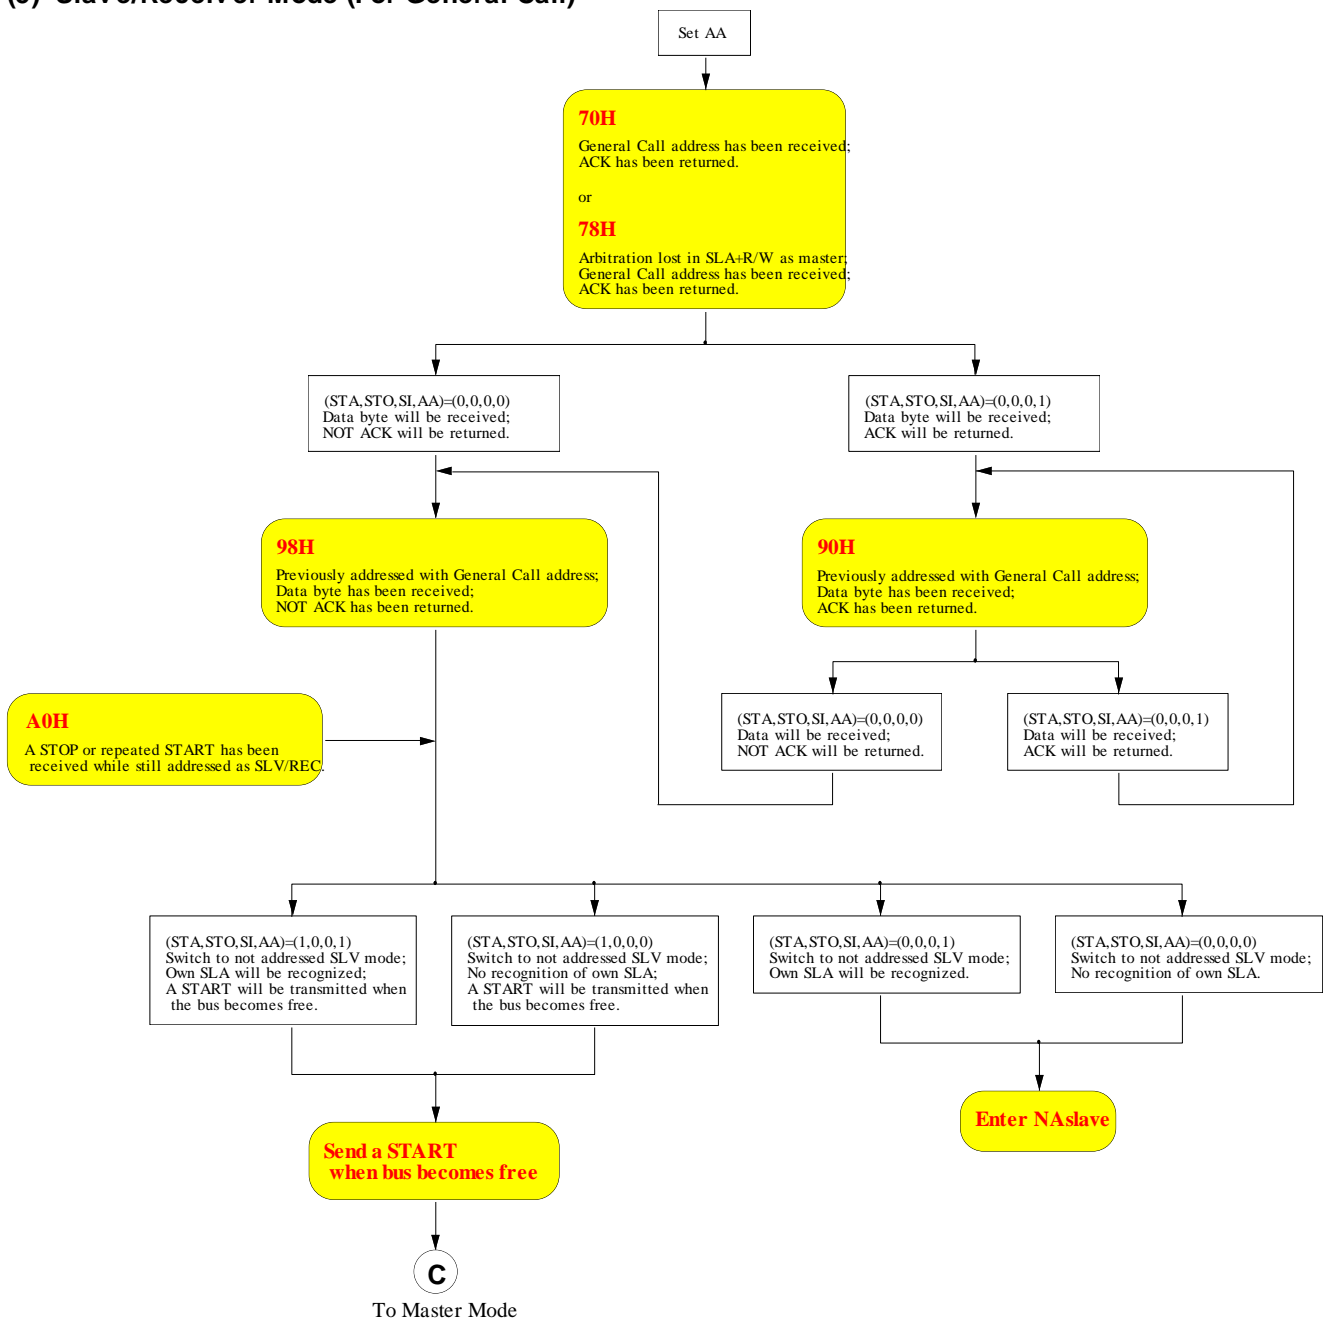 (5) Slave/Receiver Mode (For General Call)
Set AA
70H
General Call address has been received;
ACK has been returned.
or
78H
Arbitration lost in SLA+R/W as master;
General Call address has been received;
ACK has been returned.
(STA,STO,SI,AA)=(0,0,0,0)
Data byte will be received;
NOT ACK will be returned.
(STA,STO,SI,AA)=(0,0,0,1)
Data byte will be received;
ACK will be returned.
98H
Previously addressed with General Call address;
Data byte has been received;
NOT ACK has been returned.
90H
Previously addressed with General Call address;
Data byte has been received;
ACK has been returned.
(STA,STO,SI,AA)=(0,0,0,0)
Data will be received;
NOT ACK will be returned.
(STA,STO,SI,AA)=(0,0,0,1)
Data will be received;
ACK will be returned.
A0H
A STOP or repeated START has been
received while still addressed as SLV/REC.
(STA,STO,SI,AA)=(1,0,0,1)
Switch to not addressed SLV mode;
Own SLA will be recognized;
A START will be transmitted when
the bus becomes free.
(STA,STO,SI,AA)=(1,0,0,0)
Switch to not addressed SLV mode;
No recognition of own SLA;
A START will be transmitted when
the bus becomes free.
(STA,STO,SI,AA)=(0,0,0,1)
Switch to not addressed SLV mode;
Own SLA will be recognized.
(STA,STO,SI,AA)=(0,0,0,0)
Switch to not addressed SLV mode;
No recognition of own SLA.
Enter NAslave
Send a START
when bus becomes free
C
To Master Mode